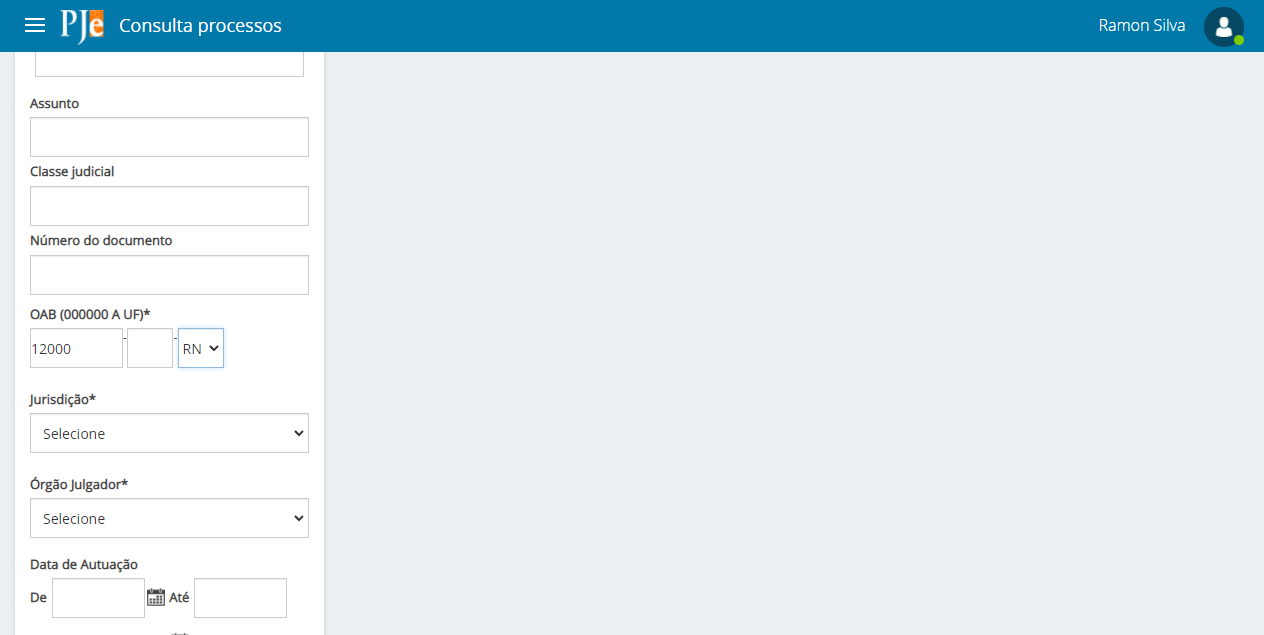 PJe Consulta processos Ramon Silva
Assunto
Classe judicial
Número do documento
OAB (000000 A UF)*
12000 - - RN
Jurisdição*
Selecione
Órgão Julgador*
Selecione
Data de Autuação
De Até